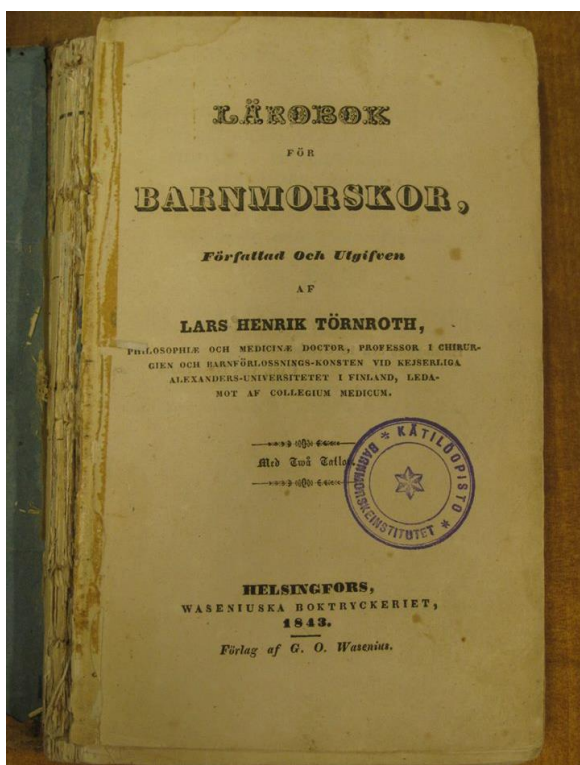 LÄROBOK
FÖR
BARNMORSKOR,
Författad Och Utgifven
AF
LARS HENRIK TÖRNROTH,
PHILOSOPHIÆ OCH MEDICINÆ DOCTOR, PROFESSOR I CHIRUR-
GIEN OCH BARNFÖRLOSSNINGS-KONSTEN VID KEJSERLIGA
ALEXANDERS-UNIVERSITETET I FINLAND, LEDA-
MOT AF COLLEGIUM MEDICUM.
Med Twå Taflor.
KÄTILÖOPISTO
BARNMORSKEINSTITUTET
HELSINGFORS,
WASENIUSKA BOKTRYCKERIET,
1843.
Förlag af G. O. Wasenius.